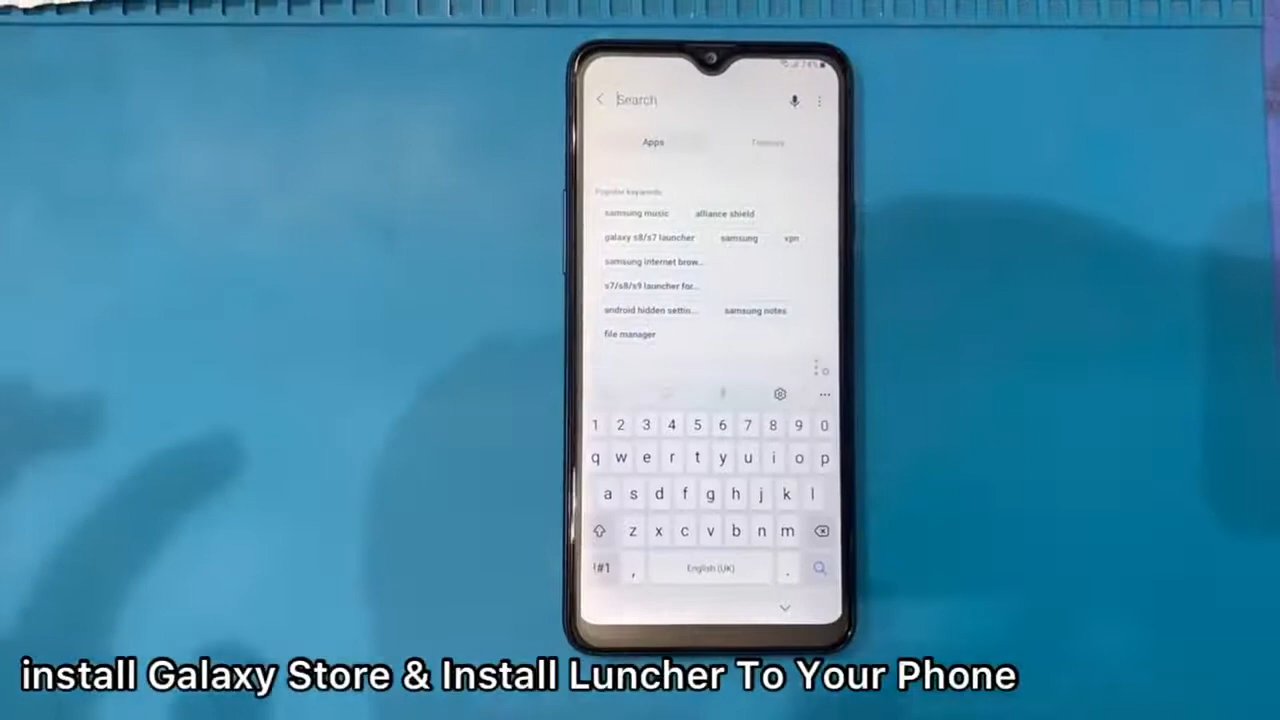 74%
Search
Apps
Themes
Popular keywords
samsung music alliance shield
galaxy s8/s7 launcher samsung vpn
samsung internet brow...
s7/s8/s9 launcher for...
android hidden settin... samsung notes
file manager
1 2 3 4 5 6 7 8 9 0
q w e r t y u i o p
a s d f g h j k l
z x c v b n m
!#1 , English (UK) .
install Galaxy Store & Install Luncher To Your Phone